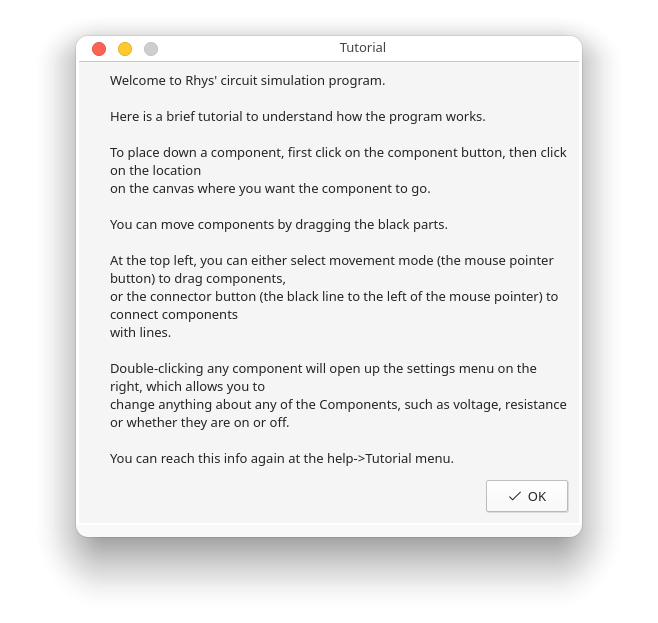 Tutorial
Welcome to Rhys' circuit simulation program.
Here is a brief tutorial to understand how the program works.
To place down a component, first click on the component button, then click
on the location
on the canvas where you want the component to go.
You can move components by dragging the black parts.
At the top left, you can either select movement mode (the mouse pointer
button) to drag components,
or the connector button (the black line to the left of the mouse pointer) to
connect components
with lines.
Double-clicking any component will open up the settings menu on the
right, which allows you to
change anything about any of the Components, such as voltage, resistance
or whether they are on or off.
You can reach this info again at the help->Tutorial menu.
OK